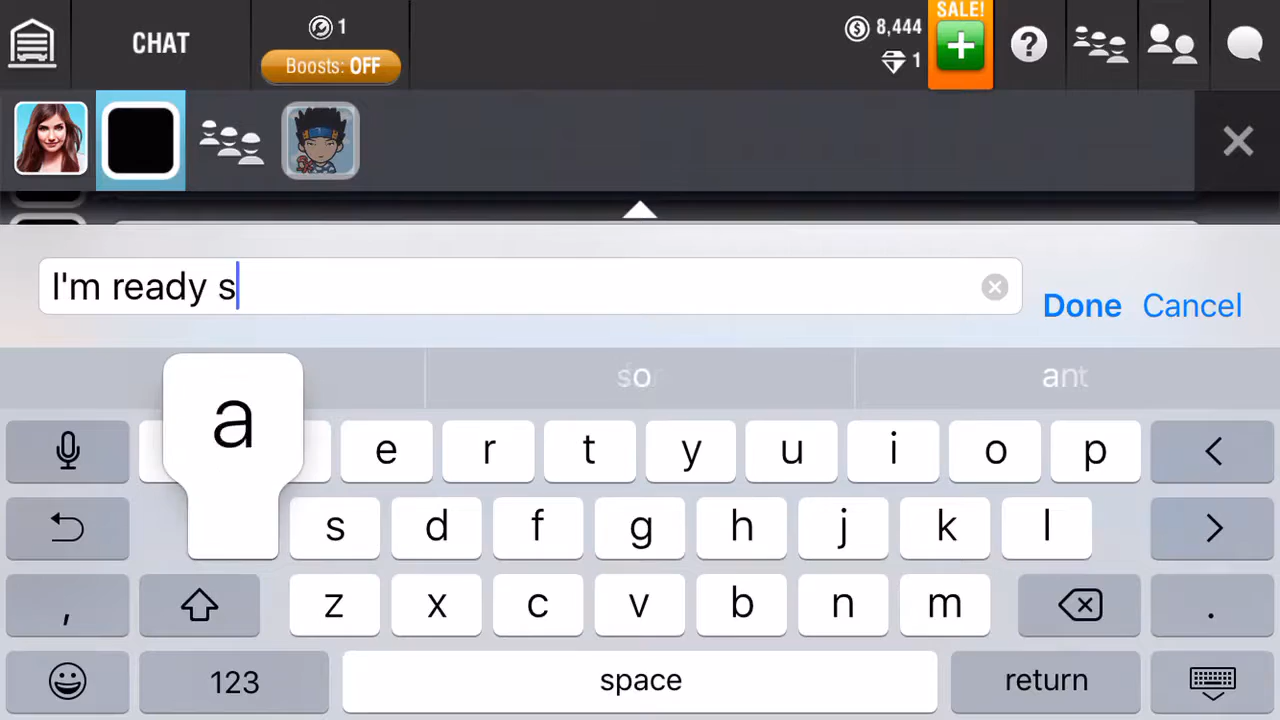 SALE!
CHAT
1
Boosts: OFF
8,444
1
+
?
I'm ready s
Done Cancel
so
ant
a
e r t y u i o p <
s d f g h j k l >
, z x c v b n m .
123 space return